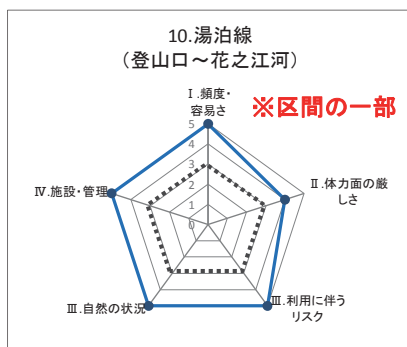 10.湯泊線
(登山口～花之江河)
Ⅰ.頻度・
容易さ
※区間の一部
5
4
3
2
1
0
Ⅱ.体力面の厳
しさ
Ⅲ.利用に伴う
リスク
Ⅲ.自然の状況
Ⅳ.施設・管理